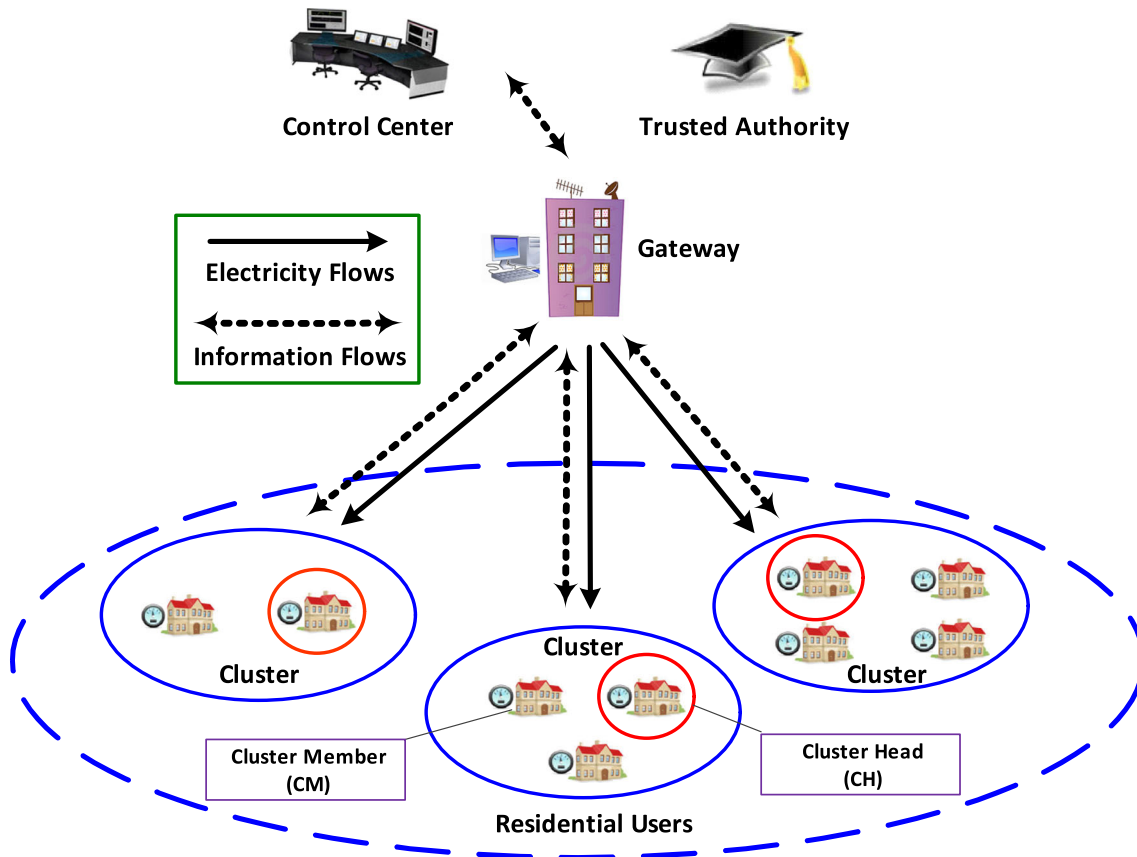 Control Center
Trusted Authority
Gateway
Electricity Flows
Information Flows
Cluster
Cluster
Cluster
Cluster Member
(CM)
Cluster Head
(CH)
Residential Users